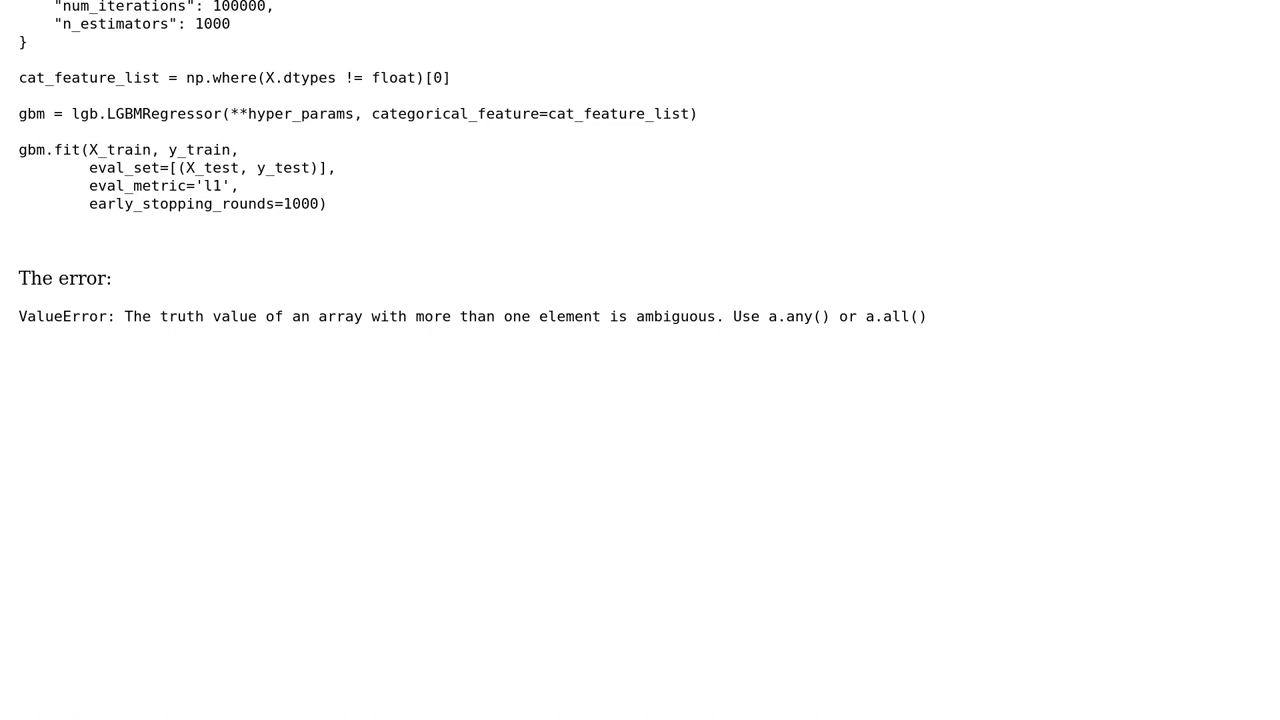 "num_iterations": 100000,
    "n_estimators": 1000
}

cat_feature_list = np.where(X.dtypes != float)[0]

gbm = lgb.LGBMRegressor(**hyper_params, categorical_feature=cat_feature_list)

gbm.fit(X_train, y_train,
        eval_set=[(X_test, y_test)],
        eval_metric='l1',
        early_stopping_rounds=1000)

The error:

ValueError: The truth value of an array with more than one element is ambiguous. Use a.any() or a.all()